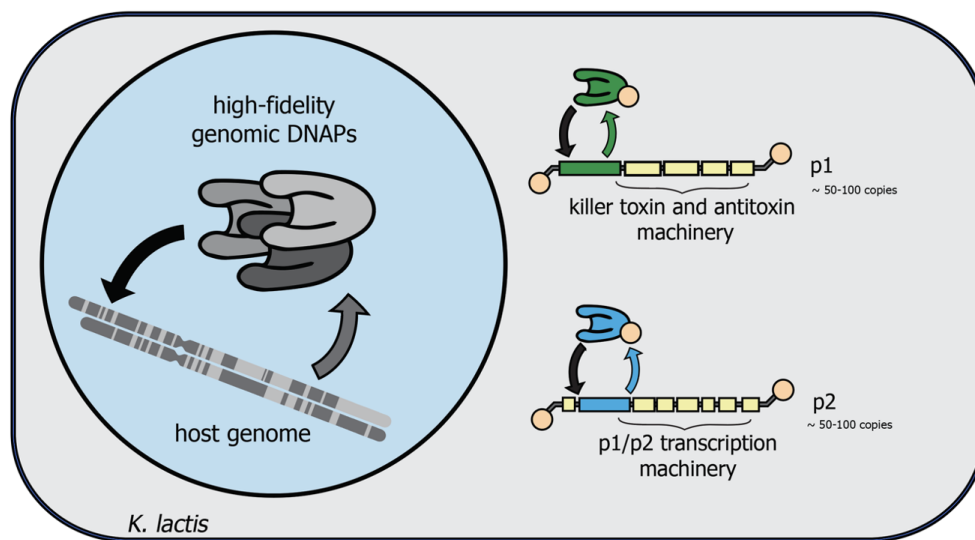 high-fidelity
genomic DNAPs
host genome
K. lactis
p1
~ 50-100 copies
killer toxin and antitoxin
machinery
p2
~ 50-100 copies
p1/p2 transcription
machinery